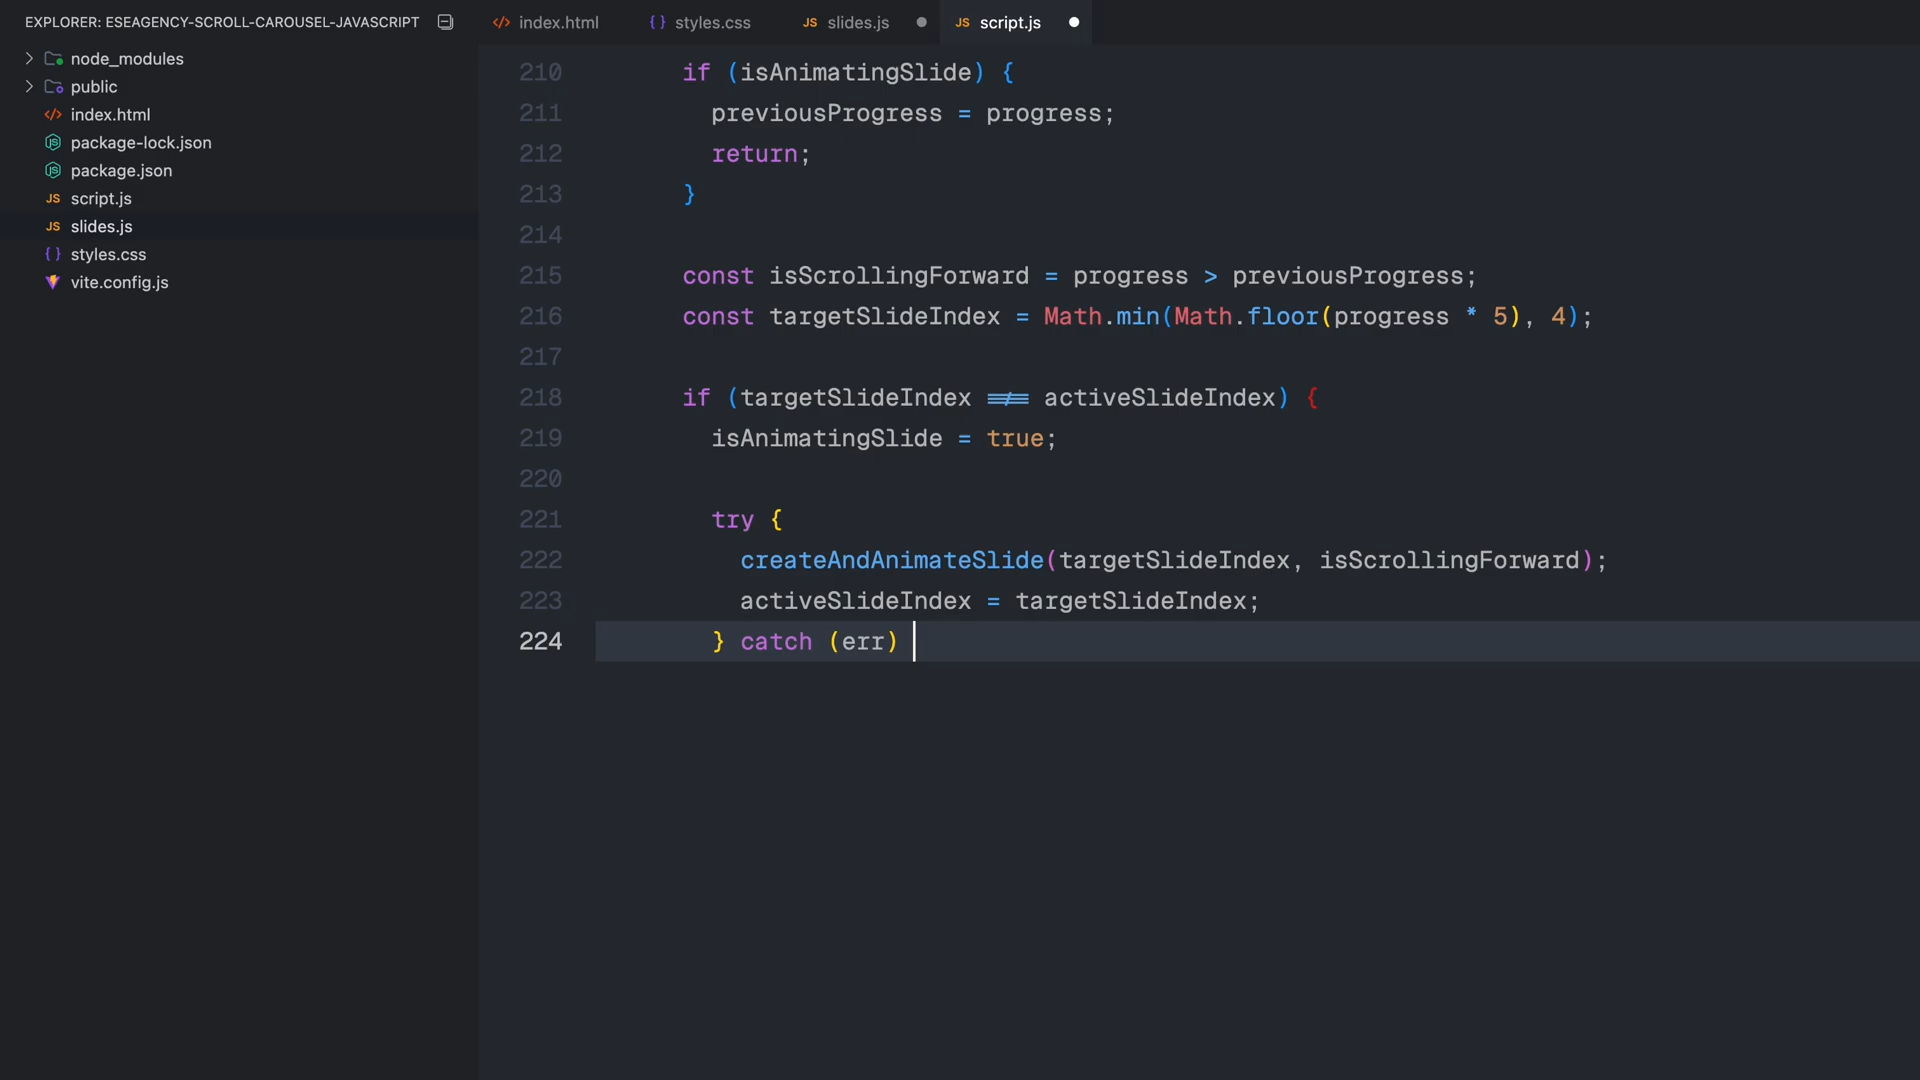 EXPLORER: ESEAGENCY-SCROLL-CAROUSEL-JAVASCRIPT
node_modules
public
index.html
package-lock.json
package.json
script.js
slides.js
styles.css
vite.config.js
index.html styles.css JS slides.js JS script.js
210 if (isAnimatingSlide) {
211 previousProgress = progress;
212 return;
213 }
214
215 const isScrollingForward = progress > previousProgress;
216 const targetSlideIndex = Math.min(Math.floor(progress * 5), 4);
217
218 if (targetSlideIndex !== activeSlideIndex) {
219 isAnimatingSlide = true;
220
221 try {
222 createAndAnimateSlide(targetSlideIndex, isScrollingForward);
223 activeSlideIndex = targetSlideIndex;
224 } catch (err)